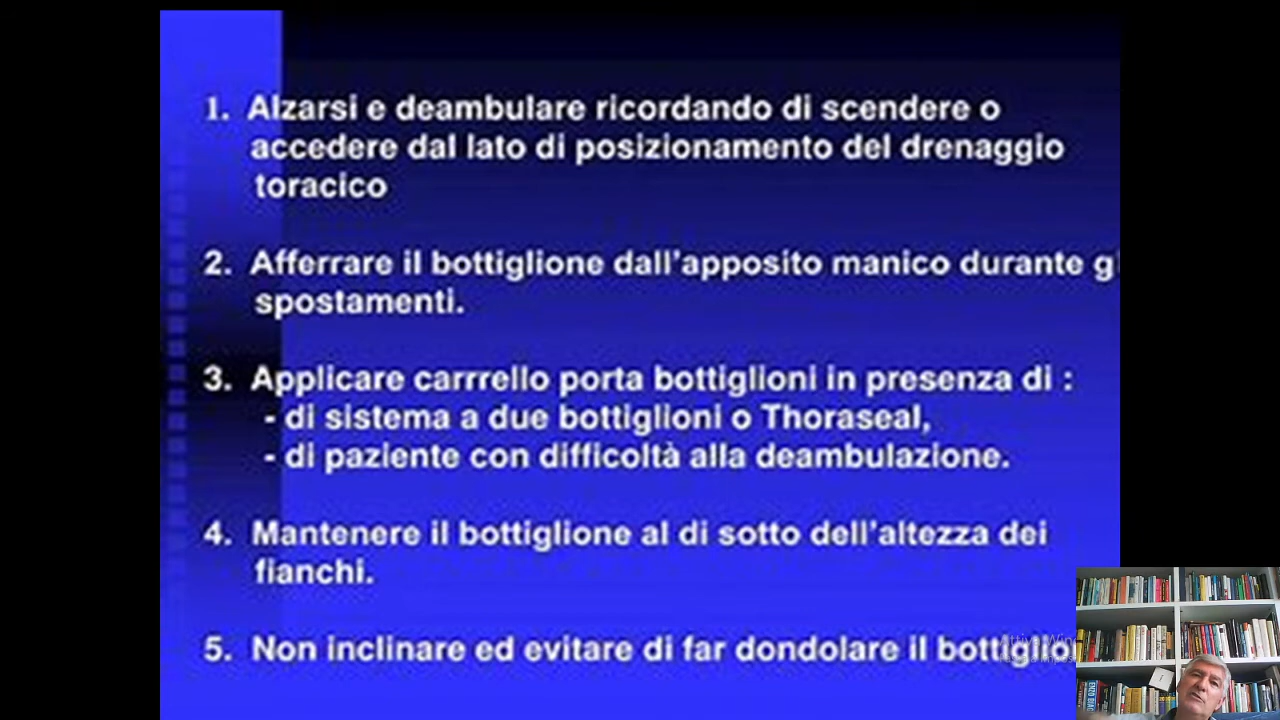 1. Alzarsi e deambulare ricordando di scendere o
accedere dal lato di posizionamento del drenaggio
toracico
2. Afferrare il bottiglione dall'apposito manico durante
spostamenti.
3. Applicare carrrello porta bottiglioni in presenza di :
- di sistema a due bottiglioni o Thoraseal,
- di paziente con difficoltà alla deambulazione.
4. Mantenere il bottiglione al di sotto dell'altezza dei
fianchi.
5. Non inclinare ed evitare di far dondolare il